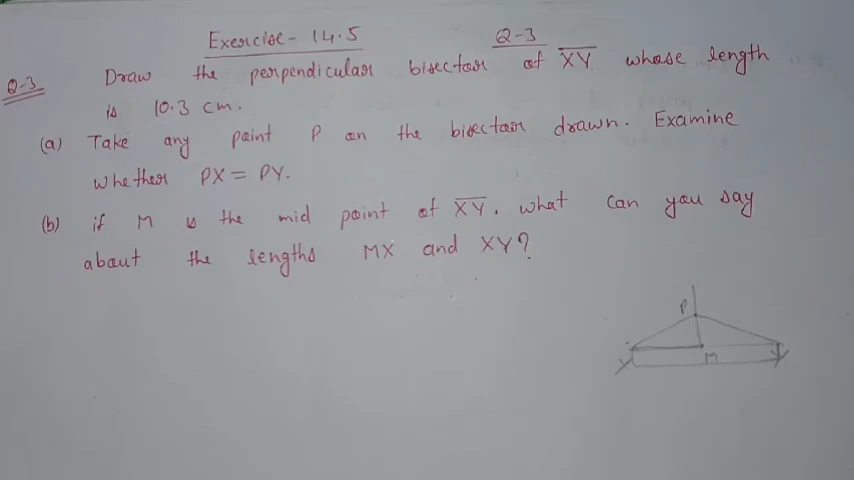 Exercise - 14.5 Q-3
Q-3 Draw the perpendicular bisector of XY whose length
is 10.3 cm.
(a) Take any point P on the bisector drawn. Examine
whether PX = PY.
(b) if M is the mid point of XY. what can you say
about the lengths MX and XY?
P
X M Y